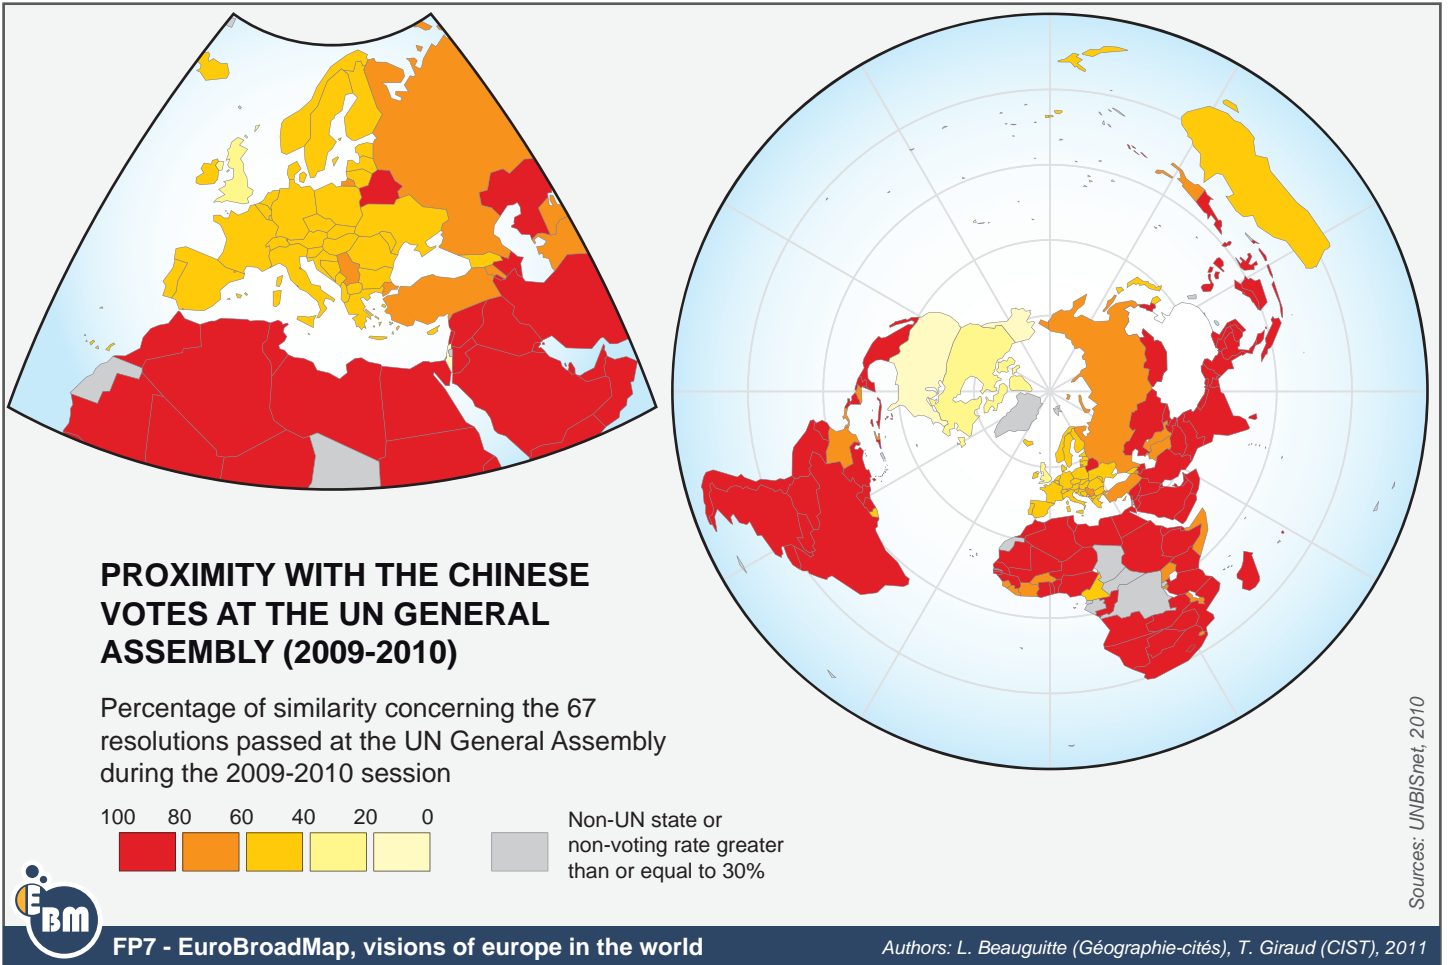 PROXIMITY WITH THE CHINESE
VOTES AT THE UN GENERAL
ASSEMBLY (2009-2010)
Percentage of similarity concerning the 67
resolutions passed at the UN General Assembly
during the 2009-2010 session
100 80 60 40 20 0
Non-UN state or
non-voting rate greater
than or equal to 30%
Sources: UNBISnet, 2010
EBM
FP7 - EuroBroadMap, visions of europe in the world
Authors: L. Beauguitte (Géographie-cités), T. Giraud (CIST), 2011